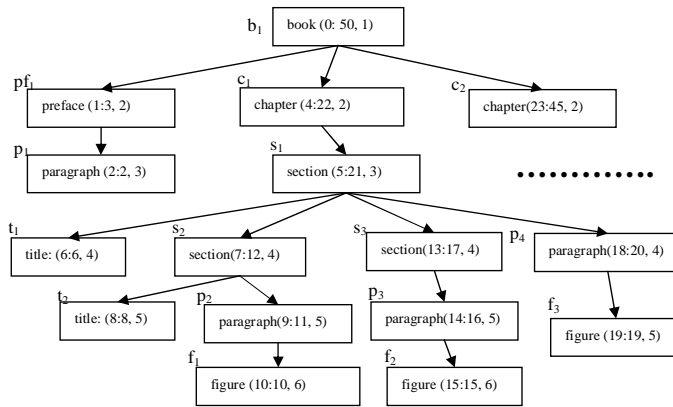 b1
book (0: 50, 1)
pf1
preface (1:3, 2)
c1
chapter (4:22, 2)
c2
chapter(23:45, 2)
p1
paragraph (2:2, 3)
s1
section (5:21, 3)
t1
title: (6:6, 4)
s2
section(7:12, 4)
s3
section(13:17, 4)
p4
paragraph(18:20, 4)
t2
title: (8:8, 5)
p2
paragraph(9:11, 5)
p3
paragraph(14:16, 5)
f3
figure (19:19, 5)
f1
figure (10:10, 6)
f2
figure (15:15, 6)